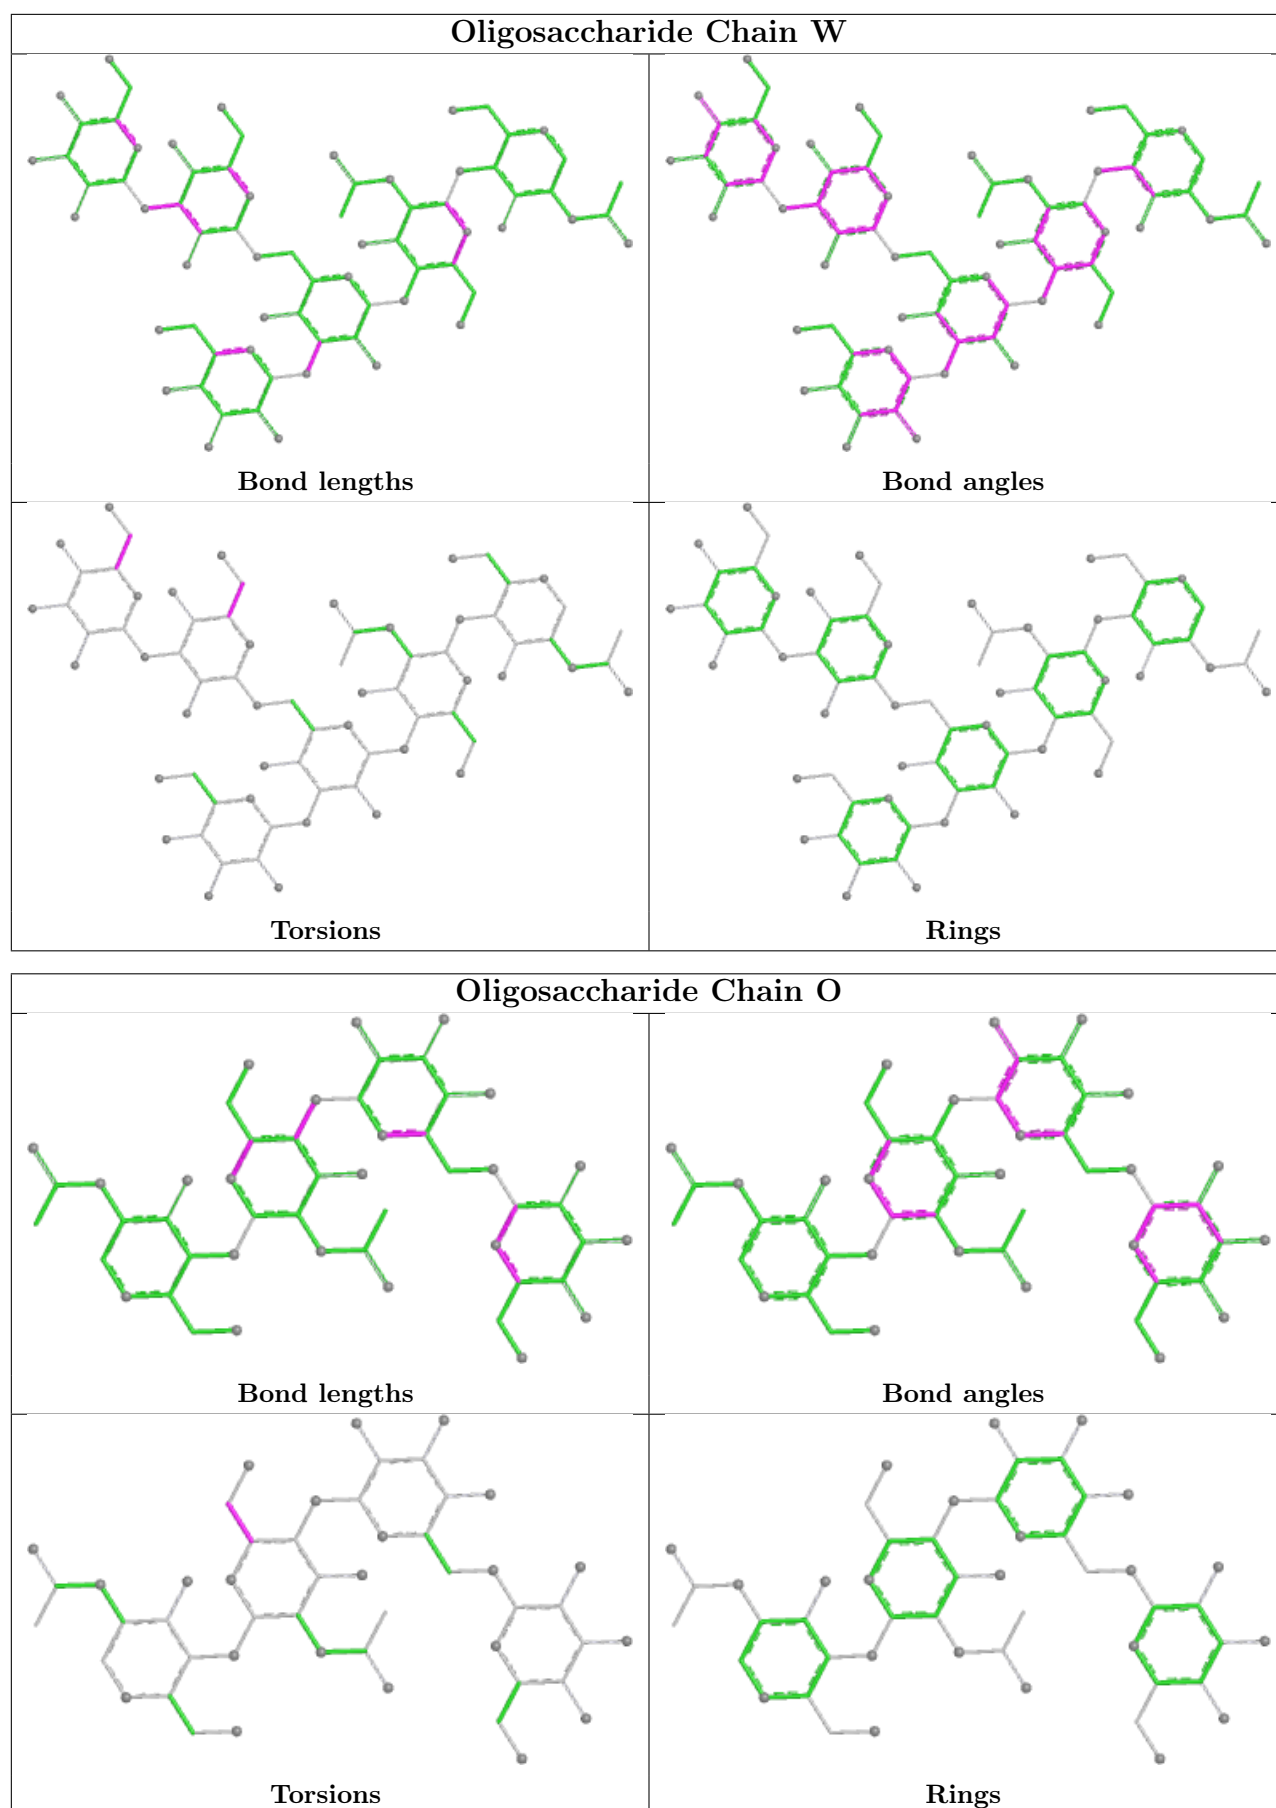 Oligosaccharide Chain W
Bond lengths
Bond angles
Torsions
Rings
Oligosaccharide Chain O
Bond lengths
Bond angles
Torsions
Rings